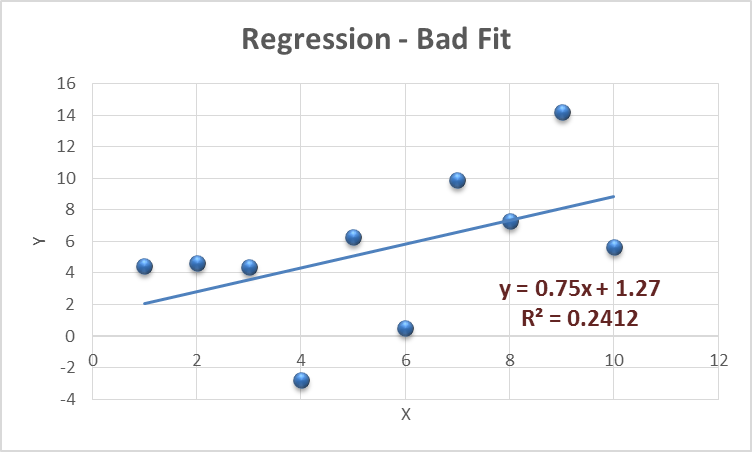 Regression - Bad Fit
16
14
12
10
8
6
4
2
0
-2
-4
0 2 4 6 8 10 12
Y
X
y = 0.75x + 1.27
R² = 0.2412